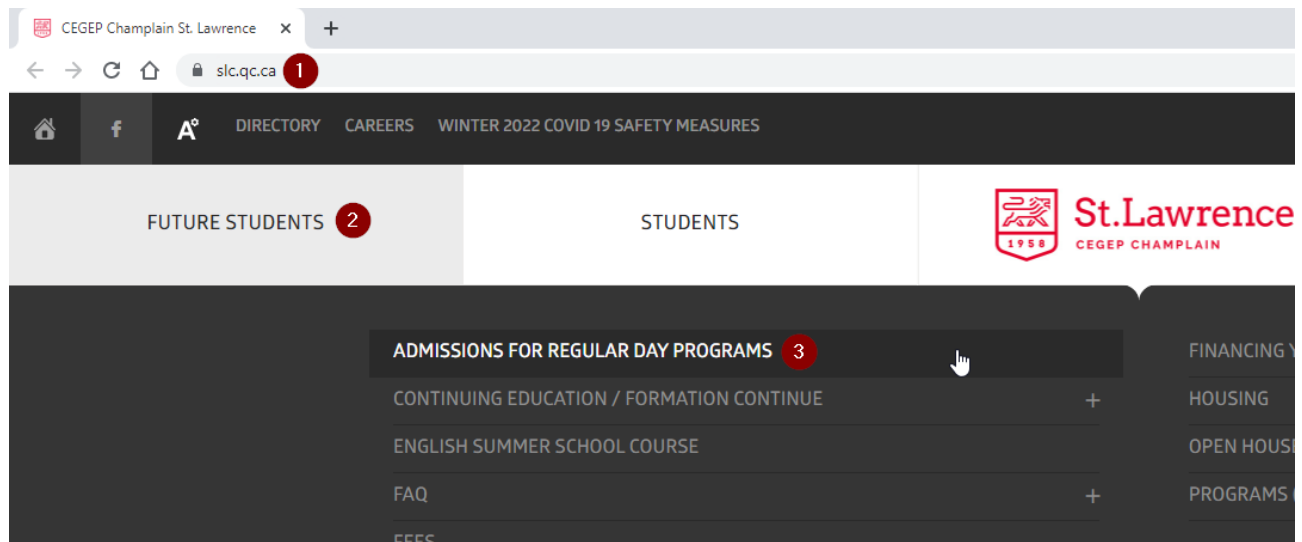 CEGEP Champlain St. Lawrence
slc.qc.ca 1
DIRECTORY CAREERS WINTER 2022 COVID 19 SAFETY MEASURES
FUTURE STUDENTS 2
STUDENTS
1958
St.Lawrence
CEGEP CHAMPLAIN
ADMISSIONS FOR REGULAR DAY PROGRAMS 3
CONTINUING EDUCATION / FORMATION CONTINUE
ENGLISH SUMMER SCHOOL COURSE
FAQ
FEES
FINANCING
HOUSING
OPEN
PROGRAMS